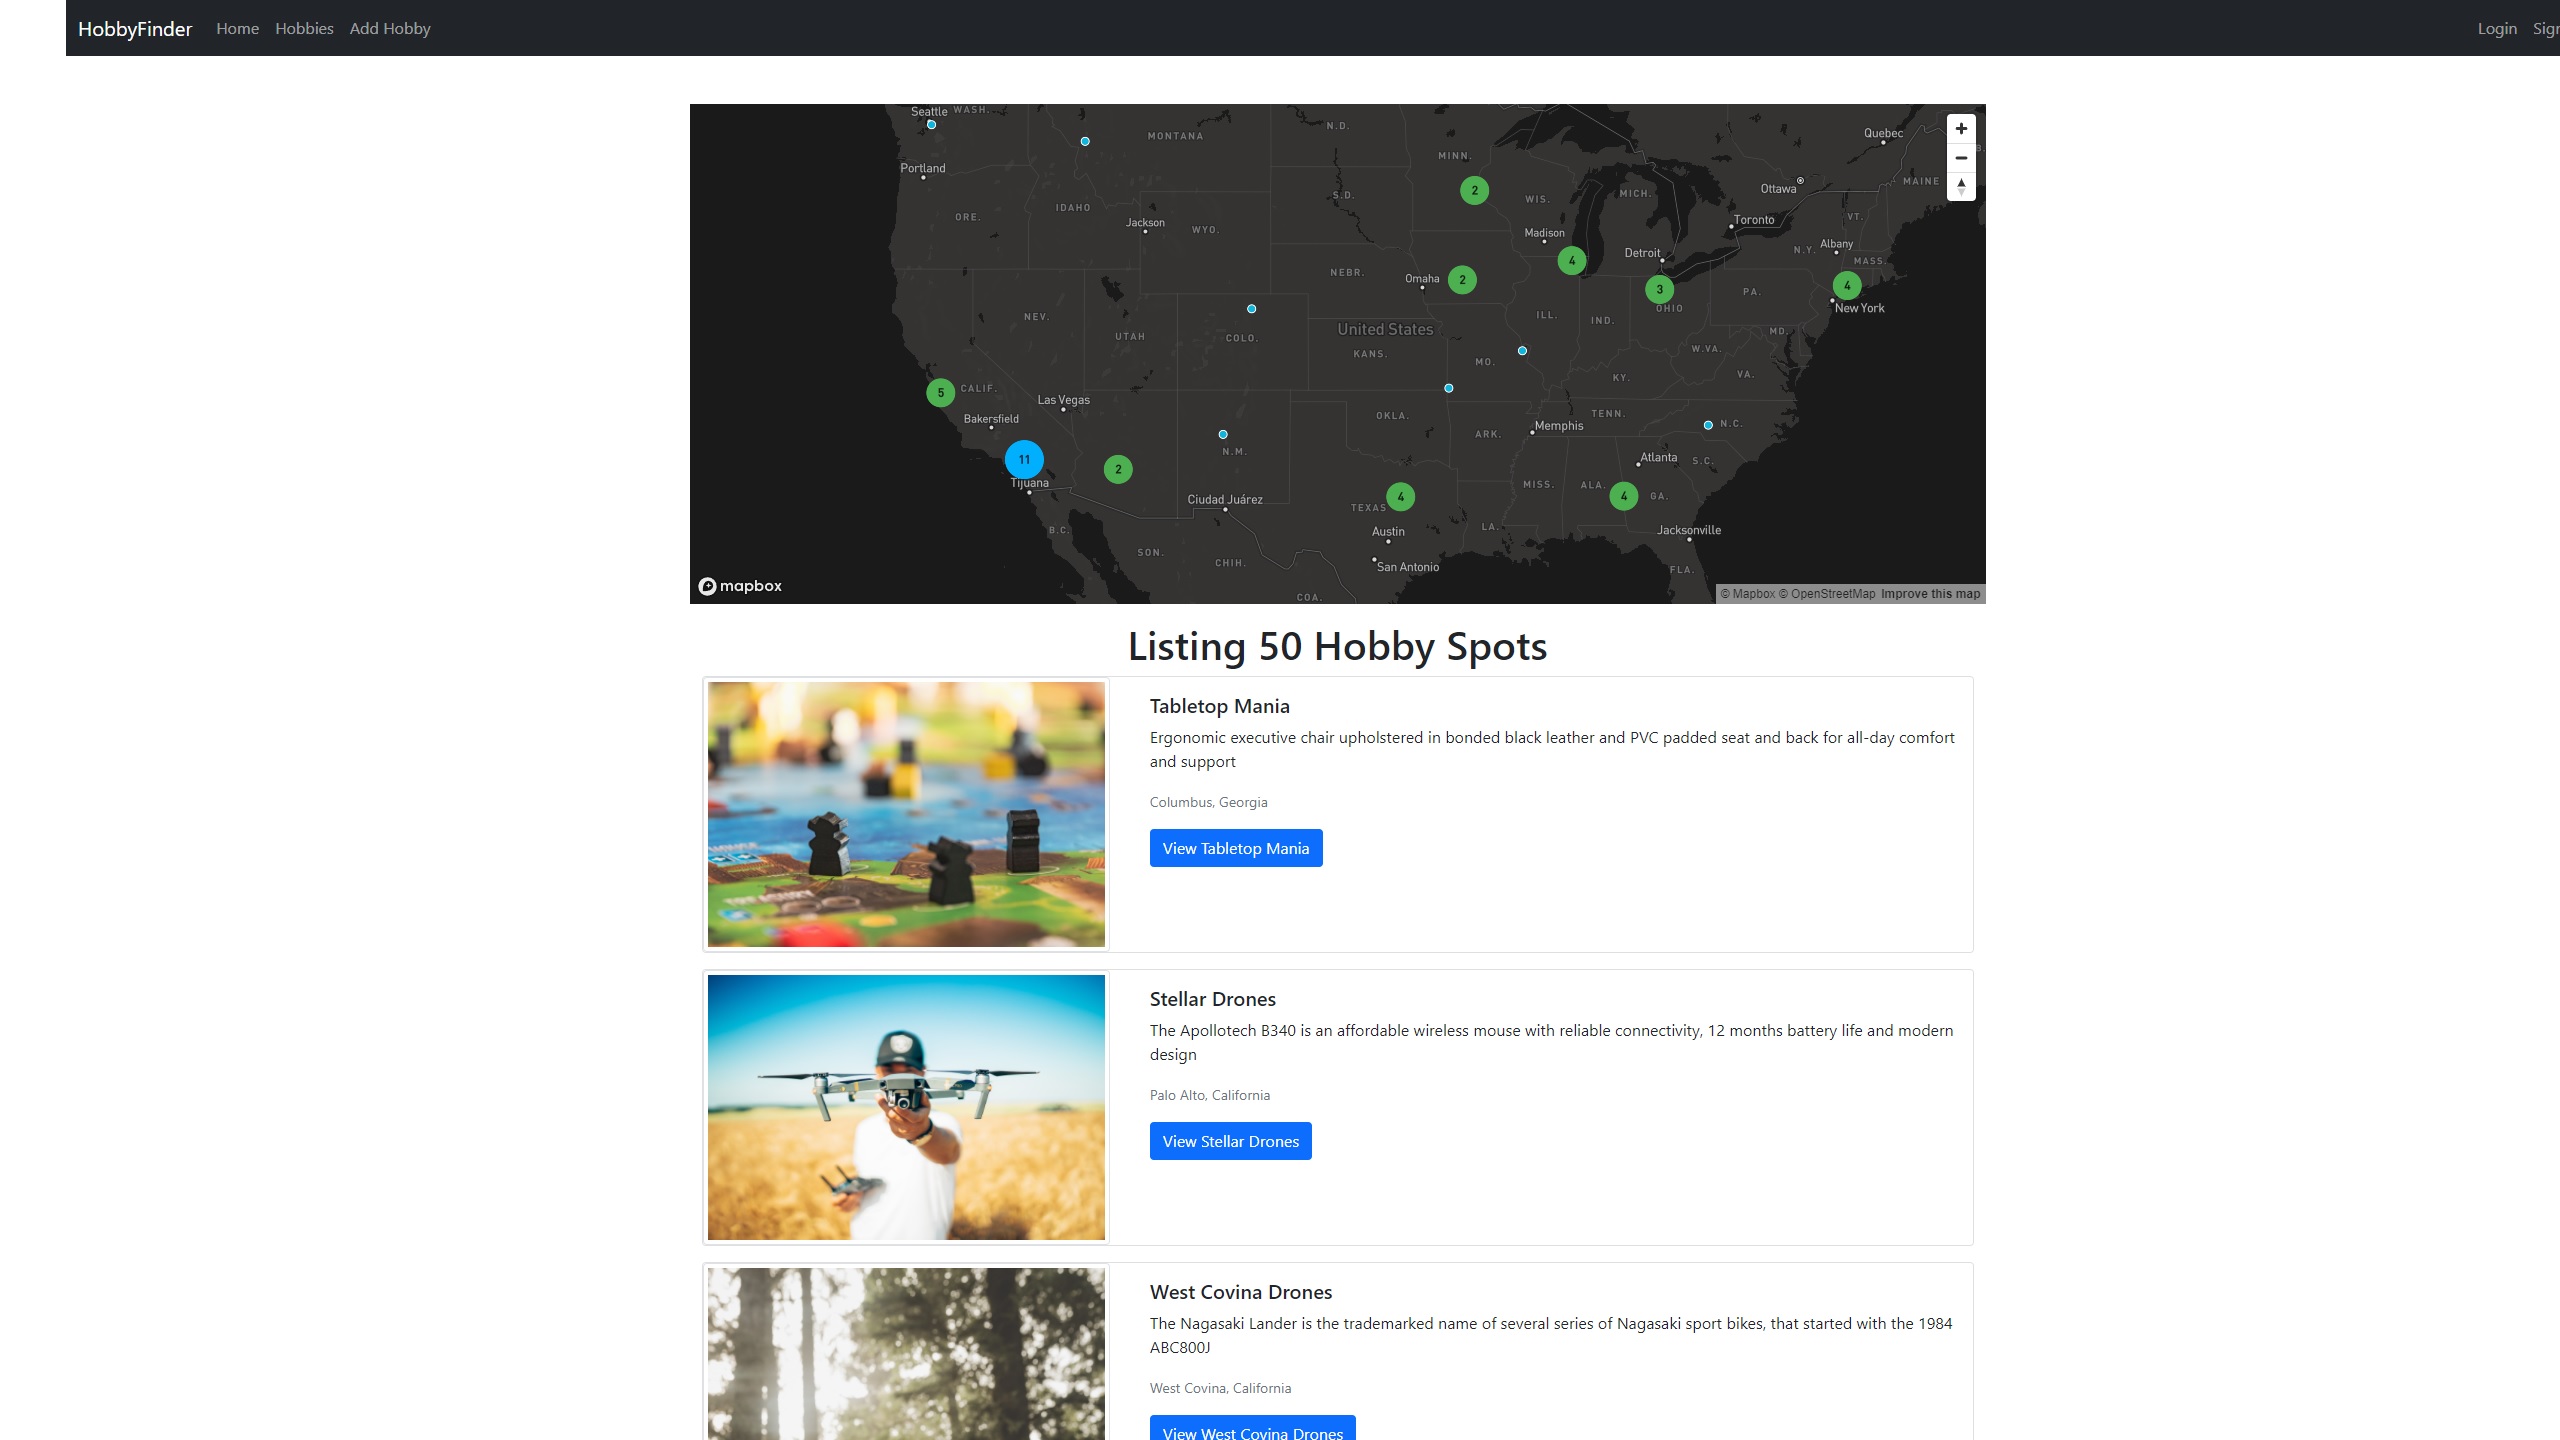 HobbyFinder Home Hobbies Add Hobby Login Sign
Seattle WASH.
MONTANA
N.D.
Quebec
MINN.
Portland
Ottawa
MAINE
2
WIS.
MICH.
S.D.
IDAHO
ORE.
Jackson
WYO.
Toronto
VT.
Madison
Detroit
N.Y.
Albany
MASS.
4
NEBR.
Omaha
2
3
4
PA.
OHIO
New York
NEV.
ILL.
IND.
United States
UTAH
COLO.
MD.
KANS.
MO.
W.VA.
KY.
VA.
5
CALIF.
Las Vegas
Bakersfield
OKLA.
TENN.
ARK.
Memphis
N.C.
N.M.
11
2
Atlanta
S.C.
Tijuana
MISS.
ALA.
4
GA.
Ciudad Juárez
TEXAS
4
B.C.
Austin
LA.
Jacksonville
SON.
CHIH.
San Antonio
FLA.
COA.
mapbox
© Mapbox © OpenStreetMap Improve this map
Listing 50 Hobby Spots
Tabletop Mania
Ergonomic executive chair upholstered in bonded black leather and PVC padded seat and back for all-day comfort
and support
Columbus, Georgia
View Tabletop Mania
Stellar Drones
The Apollotech B340 is an affordable wireless mouse with reliable connectivity, 12 months battery life and modern
design
Palo Alto, California
View Stellar Drones
West Covina Drones
The Nagasaki Lander is the trademarked name of several series of Nagasaki sport bikes, that started with the 1984
ABC800J
West Covina, California
View West Covina Drones